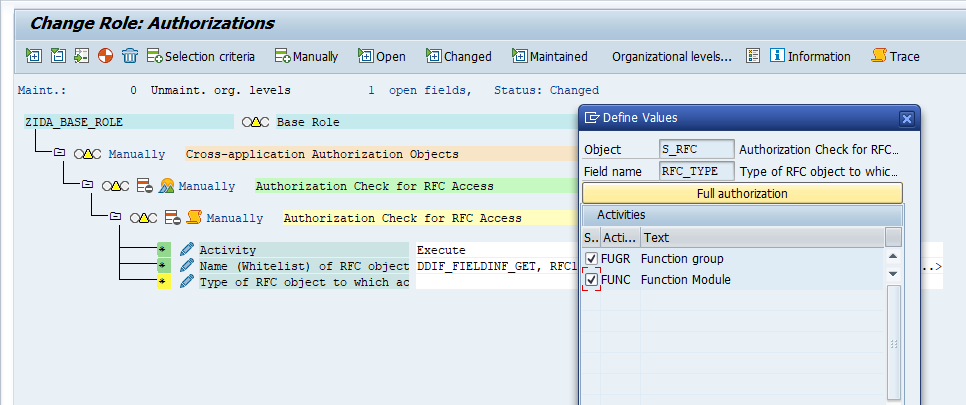 Change Role: Authorizations
Selection criteria Manually Open Changed Maintained Organizational levels... Information Trace
Maint.: 0 Unmaint. org. levels 1 open fields, Status: Changed
ZIDA_BASE_ROLE Base Role
Manually Cross-application Authorization Objects
Manually Authorization Check for RFC Access
Manually Authorization Check for RFC Access
* Activity Execute
* Name (Whitelist) of RFC object DDIF_FIELDINF_GET, ..>
* Type of RFC object to which ac
Define Values
Object S_RFC Authorization Check for RFC...
Field name RFC_TYPE Type of RFC object to whic...
Full authorization
Activities
S.. Acti... Text
FUGR Function group
FUNC Function Module